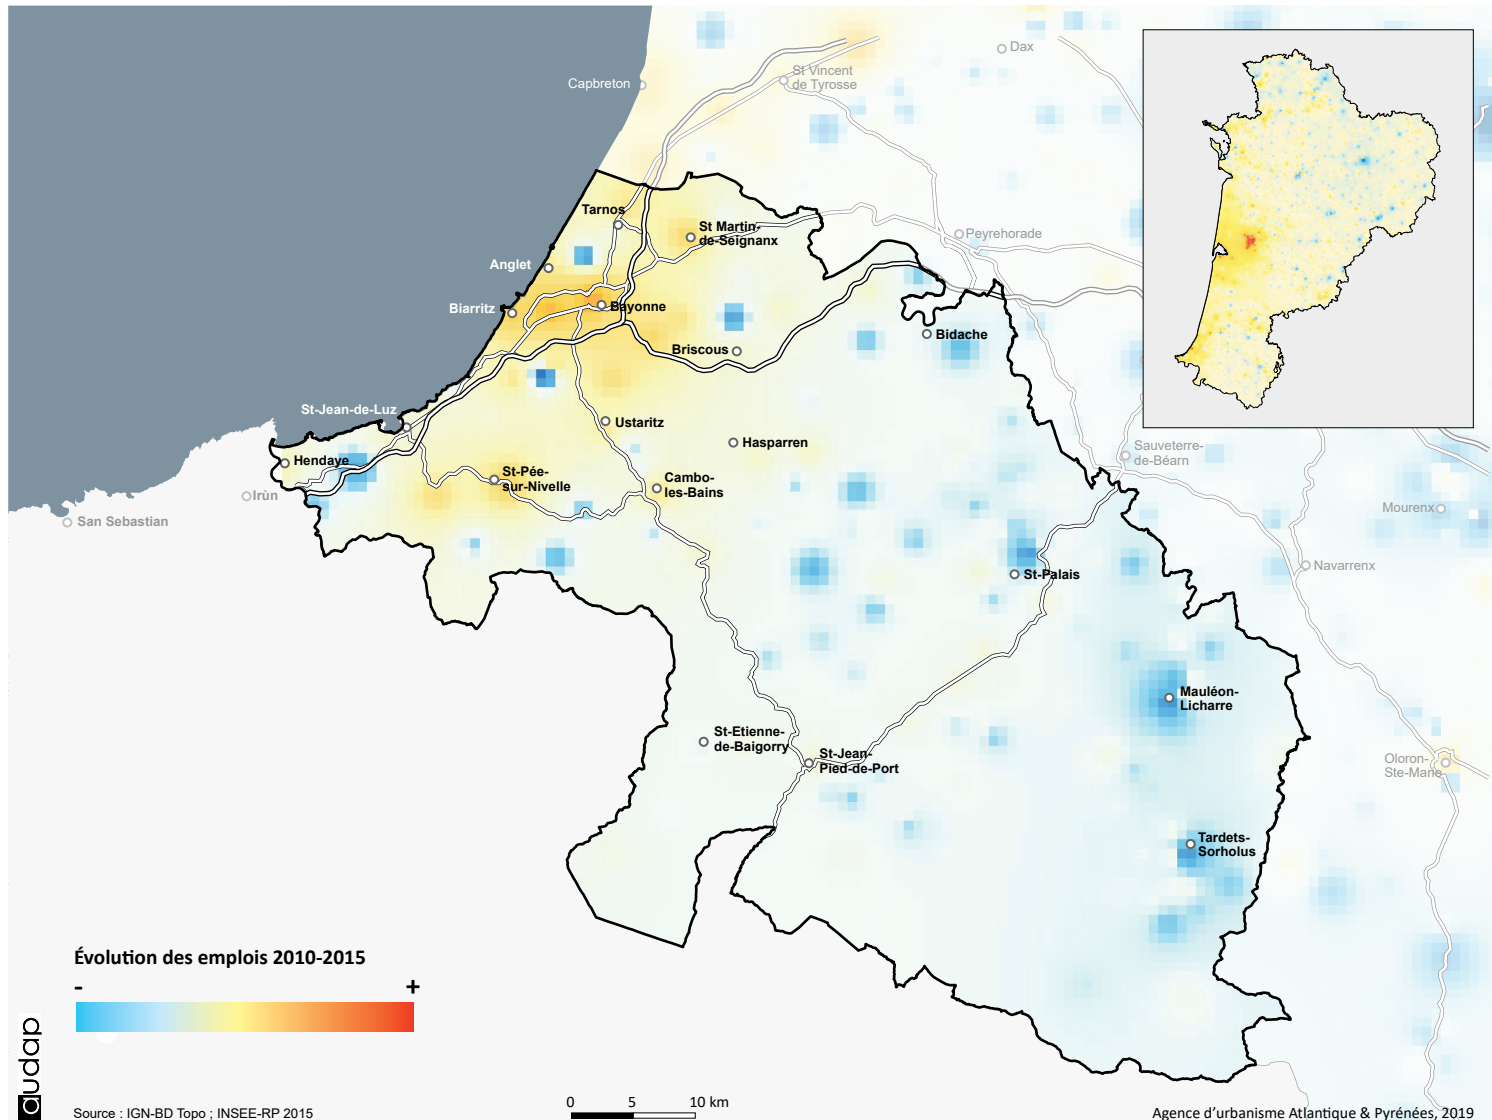 Dax
St Vincent
de Tyrosse
Capbreton
Tarnos
St Martin-
de-Seignanx
Peyrehorade
Anglet
Biarritz
Bayonne
Bidache
Briscous
St-Jean-de-Luz
Ustaritz
Hasparren
Sauveterre-
de-Béarn
Hendaye
St-Pée-
sur-Nivelle
Cambo-
les-Bains
Irùn
San Sebastian
Mourenx
Navarrenx
St-Palais
Mauléon-
Licharre
St-Etienne-
de-Baigorry
St-Jean-
Pied-de-Port
Oloron-
Ste-Marie
Tardets-
Sorholus
Évolution des emplois 2010-2015
- +
audap
Source : IGN-BD Topo ; INSEE-RP 2015
0 5 10 km
Agence d'urbanisme Atlantique & Pyrénées, 2019